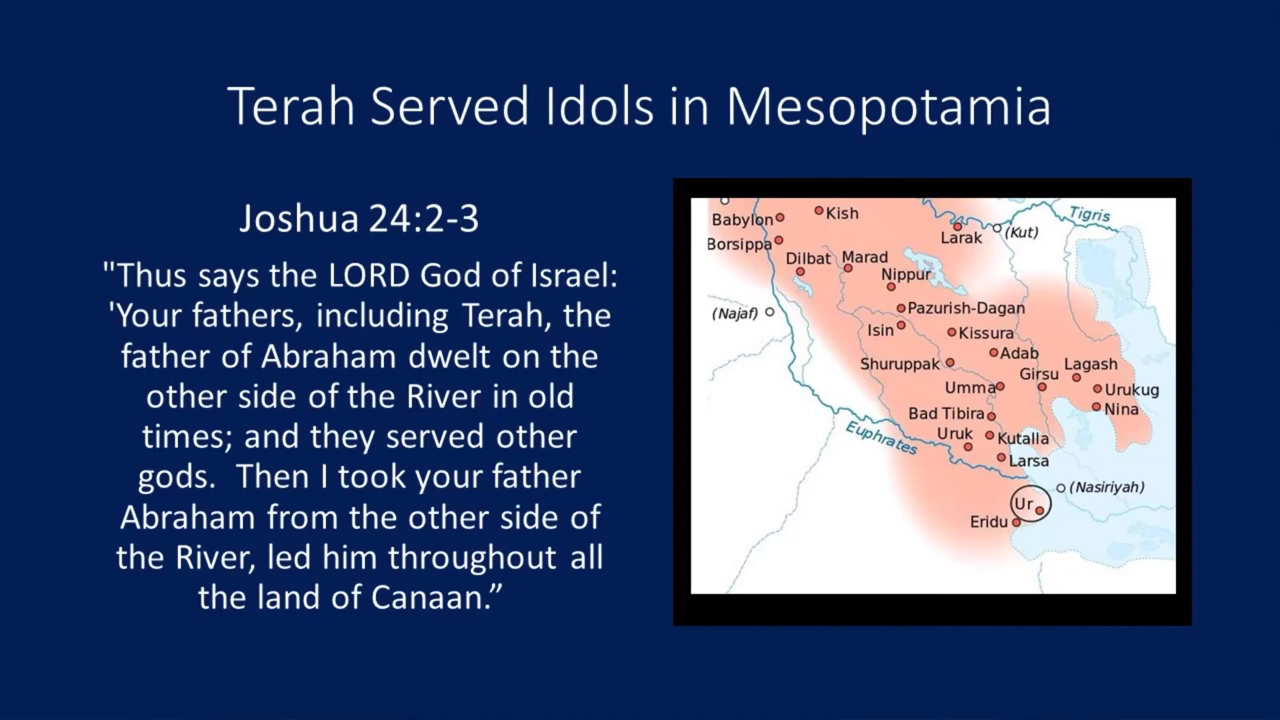 Terah Served Idols in Mesopotamia
Joshua 24:2-3
"Thus says the LORD God of Israel:
'Your fathers, including Terah, the
father of Abraham dwelt on the
other side of the River in old
times; and they served other
gods.  Then I took your father
Abraham from the other side of
the River, led him throughout all
the land of Canaan.”
Babylon
Kish
Tigris
Larak
(Kut)
Borsippa
Dilbat
Marad
Nippur
(Najaf)
Pazurish-Dagan
Isin
Kissura
Shuruppak
Adab
Girsu
Lagash
Umma
Urukug
Nina
Bad Tibira
Euphrates
Uruk
Kutalla
Larsa
(Nasiriyah)
Ur
Eridu